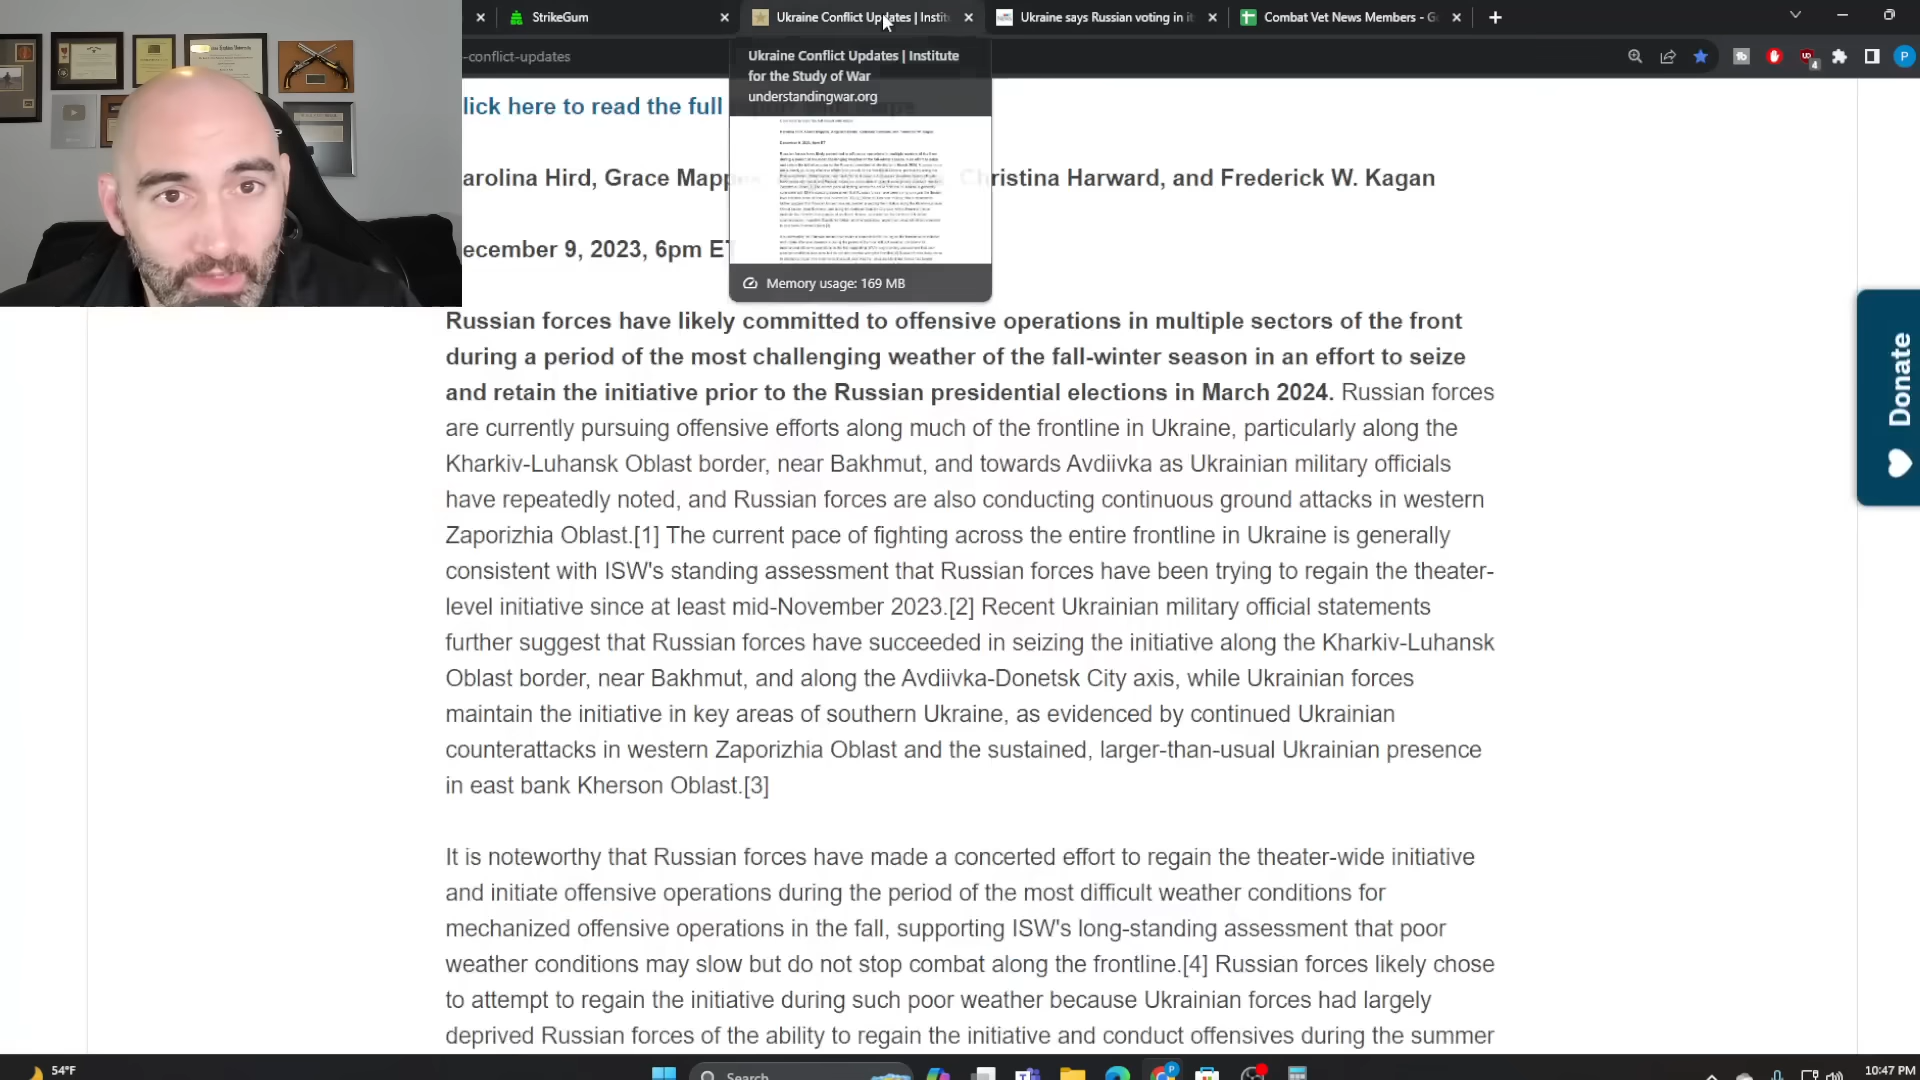 StrikeGum
Ukraine Conflict Updates | Instit
Ukraine says Russian voting in it
Combat Vet News Members - G
-conflict-updates
4
P
Ukraine Conflict Updates | Institute
for the Study of War
understandingwar.org
lick here to read the full
arolina Hird, Grace Mapp Christina Harward, and Frederick W. Kagan
ecember 9, 2023, 6pm ET
Memory usage: 169 MB
Russian forces have likely committed to offensive operations in multiple sectors of the front
during a period of the most challenging weather of the fall-winter season in an effort to seize
and retain the initiative prior to the Russian presidential elections in March 2024. Russian forces
are currently pursuing offensive efforts along much of the frontline in Ukraine, particularly along the
Kharkiv-Luhansk Oblast border, near Bakhmut, and towards Avdiivka as Ukrainian military officials
have repeatedly noted, and Russian forces are also conducting continuous ground attacks in western
Zaporizhia Oblast.[1] The current pace of fighting across the entire frontline in Ukraine is generally
consistent with ISW's standing assessment that Russian forces have been trying to regain the theater-
level initiative since at least mid-November 2023.[2] Recent Ukrainian military official statements
further suggest that Russian forces have succeeded in seizing the initiative along the Kharkiv-Luhansk
Oblast border, near Bakhmut, and along the Avdiivka-Donetsk City axis, while Ukrainian forces
maintain the initiative in key areas of southern Ukraine, as evidenced by continued Ukrainian
counterattacks in western Zaporizhia Oblast and the sustained, larger-than-usual Ukrainian presence
in east bank Kherson Oblast.[3]
It is noteworthy that Russian forces have made a concerted effort to regain the theater-wide initiative
and initiate offensive operations during the period of the most difficult weather conditions for
mechanized offensive operations in the fall, supporting ISW's long-standing assessment that poor
weather conditions may slow but do not stop combat along the frontline.[4] Russian forces likely chose
to attempt to regain the initiative during such poor weather because Ukrainian forces had largely
deprived Russian forces of the ability to regain the initiative and conduct offensives during the summer
Donate
54°F
Search
P
10:47 PM